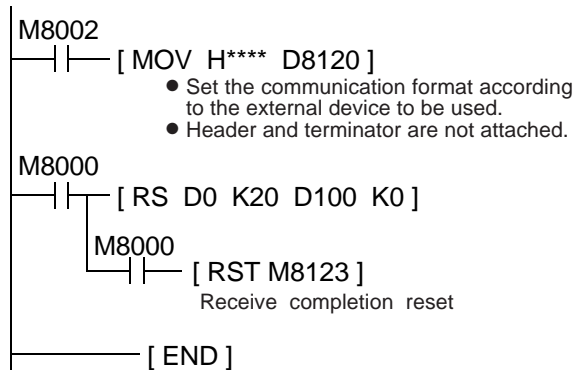 M8002
[ MOV H**** D8120 ]
● Set the communication format according
to the external device to be used.
● Header and terminator are not attached.
M8000
[ RS D0 K20 D100 K0 ]
M8000
[ RST M8123 ]
Receive completion reset
[ END ]